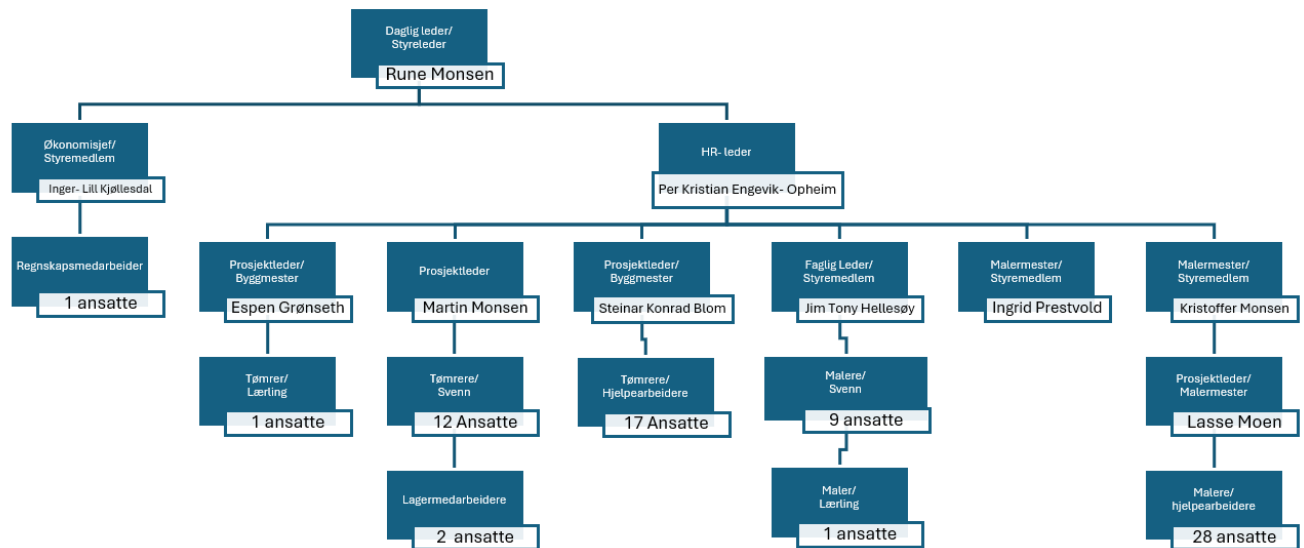 Daglig leder/
Styreleder
Rune Monsen
Økonomisjef/
Styremedlem
Inger- Lill Kjøllesdal
HR- leder
Per Kristian Engevik- Opheim
Regnskapsmedarbeider
1 ansatte
Prosjektleder/
Byggmester
Espen Grønseth
Prosjektleder
Martin Monsen
Prosjektleder/
Byggmester
Steinar Konrad Blom
Faglig Leder/
Styremedlem
Jim Tony Hellesøy
Malermester/
Styremedlem
Ingrid Prestvold
Malermester/
Styremedlem
Kristoffer Monsen
Tømrer/
Lærling
1 ansatte
Tømrere/
Svenn
12 Ansatte
Tømrere/
Hjelpearbeidere
17 Ansatte
Malere/
Svenn
9 ansatte
Prosjektleder/
Malermester
Lasse Moen
Lagermedarbeidere
2 ansatte
Maler/
Lærling
1 ansatte
Malere/
hjelpearbeidere
28 ansatte